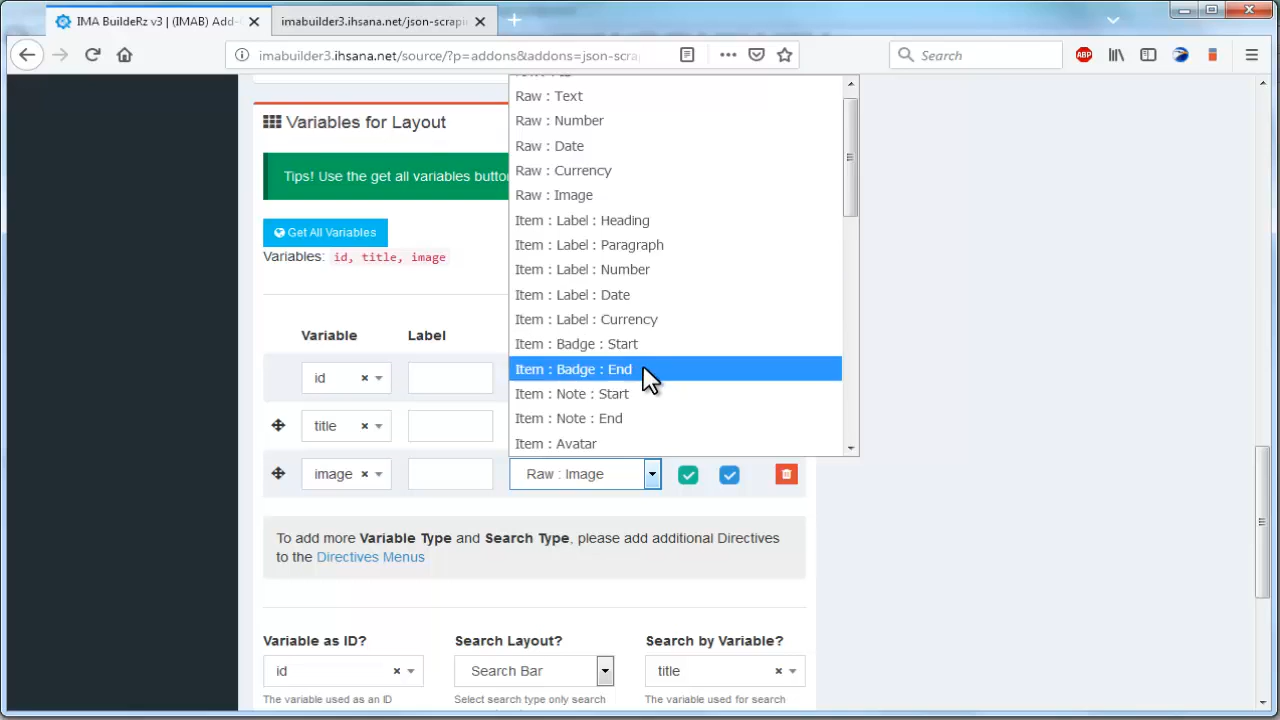 IMA BuildeRz v3 | (IMAB) Add-
imabuilder3.ihsana.net/json-scrapi
imabuilder3.ihsana.net/source/?p=addons&addons=json-scra
Search
ABP
Variables for Layout
Tips! Use the get all variables butto
Get All Variables
Variables: id, title, image
Variable Label
id
title
image Raw : Image
Raw : Text
Raw : Number
Raw : Date
Raw : Currency
Raw : Image
Item : Label : Heading
Item : Label : Paragraph
Item : Label : Number
Item : Label : Date
Item : Label : Currency
Item : Badge : Start
Item : Badge : End
Item : Note : Start
Item : Note : End
Item : Avatar
To add more Variable Type and Search Type, please add additional Directives
to the Directives Menus
Variable as ID? Search Layout? Search by Variable?
id Search Bar title
The variable used as an ID Select search type only search The variable used for search